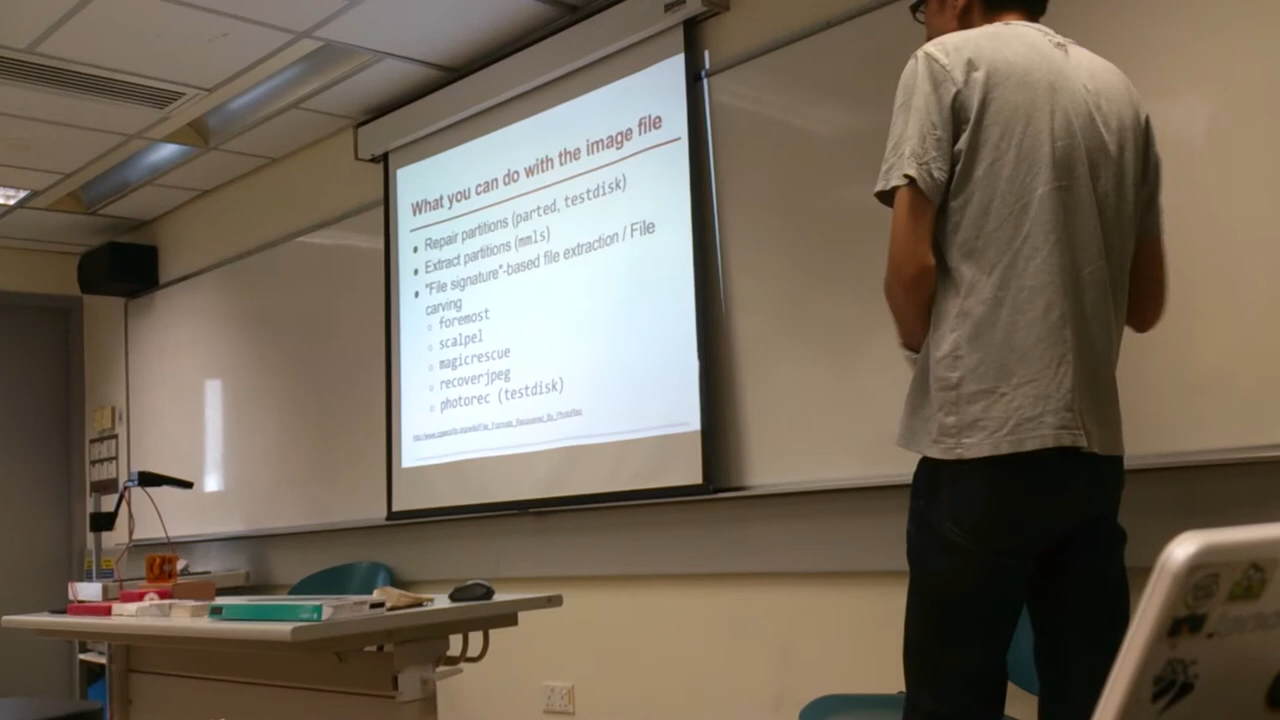 What you can do with the image file
● Repair partitions (parted, testdisk)
● Extract partitions (mmls)
● "File signature"-based file extraction / File
carving
○ foremost
○ scalpel
○ magicrescue
○ recoverjpeg
○ photorec (testdisk)